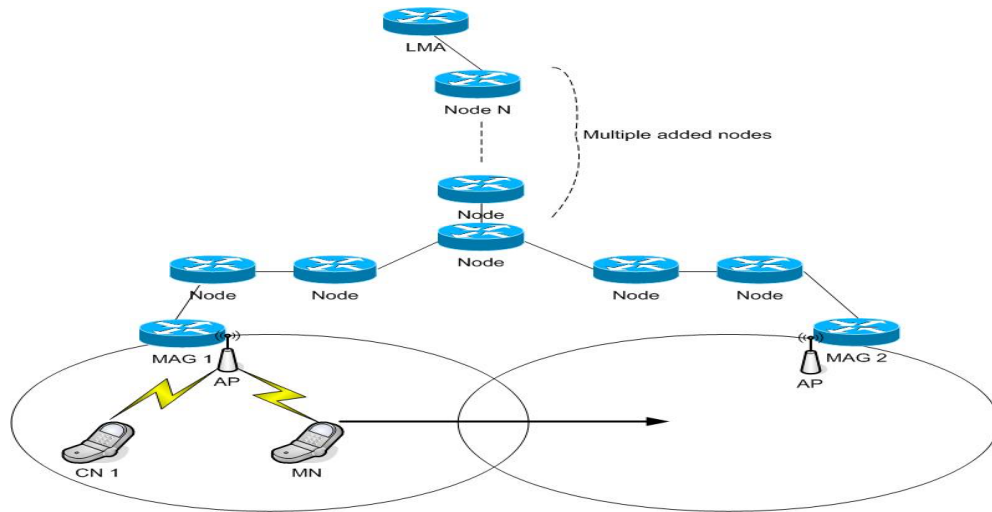 LMA
Node N
Multiple added nodes
Node
Node
Node
Node
Node
Node
MAG 1
MAG 2
AP
AP
CN 1
MN